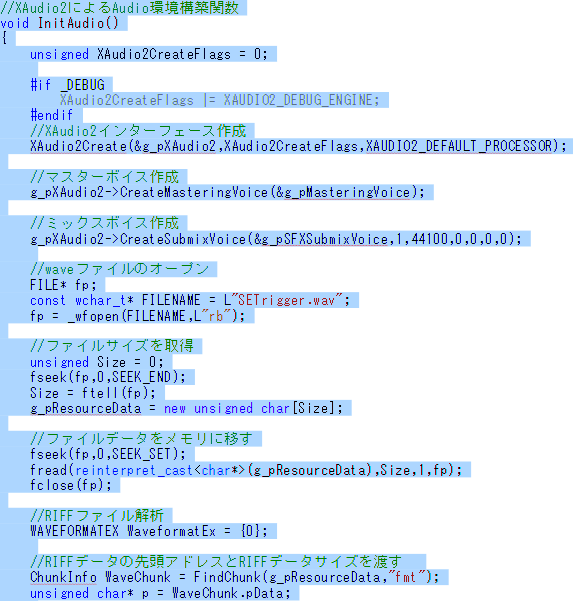 //XAudio2によるAudio環境構築関数
void InitAudio()
{
unsigned XAudio2CreateFlags = 0;
#if _DEBUG
XAudio2CreateFlags |= XAUDIO2_DEBUG_ENGINE;
#endif
//XAudio2インターフェース作成
XAudio2Create(&g_pXAudio2,XAudio2CreateFlags,XAUDIO2_DEFAULT_PROCESSOR);
//マスターボイス作成
g_pXAudio2->CreateMasteringVoice(&g_pMasteringVoice);
//ミックスボイス作成
g_pXAudio2->CreateSubmixVoice(&g_pSFXSubmixVoice,1,44100,0,0,0,0);
//waveファイルのオープン
FILE* fp;
const wchar_t* FILENAME = L"SETrigger.wav";
fp = _wfopen(FILENAME,L"rb");
//ファイルサイズを取得
unsigned Size = 0;
fseek(fp,0,SEEK_END);
Size = ftell(fp);
g_pResourceData = new unsigned char[Size];
//ファイルデータをメモリに移す
fseek(fp,0,SEEK_SET);
fread(reinterpret_cast<char*>(g_pResourceData),Size,1,fp);
fclose(fp);
//RIFFファイル解析
WAVEFORMATEX WaveformatEx = {0};
//RIFFデータの先頭アドレスとRIFFデータサイズを渡す
ChunkInfo WaveChunk = FindChunk(g_pResourceData,"fmt");
unsigned char* p = WaveChunk.pData;